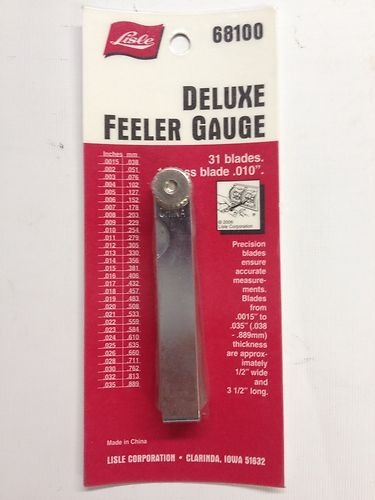 Lisle
68100
DELUXE
FEELER GAUGE
31 blades.
ss blade .010".
Inches mm
.0015 .038
.002 .051
.003 .076
.004 .102
.005 .127
.006 .152
.007 .178
.008 .203
.009 .229
.010 .254
.011 .279
.012 .305
.013 .330
.014 .356
.015 .381
.016 .406
.017 .432
.018 .457
.019 .483
.020 .508
.021 .533
.022 .559
.023 .584
.024 .610
.025 .635
.026 .660
.028 .711
.030 .762
.032 .813
.035 .889
CHINA
© 2006
Lisle Corporation
Precision
blades
ensure
accurate
measure-
ments.
Blades
from
.0015" to
.035" (.038
- .889mm)
thickness
are approx-
imately
1/2" wide
and
3 1/2" long.
Made in China
LISLE CORPORATION • CLARINDA, IOWA 51632